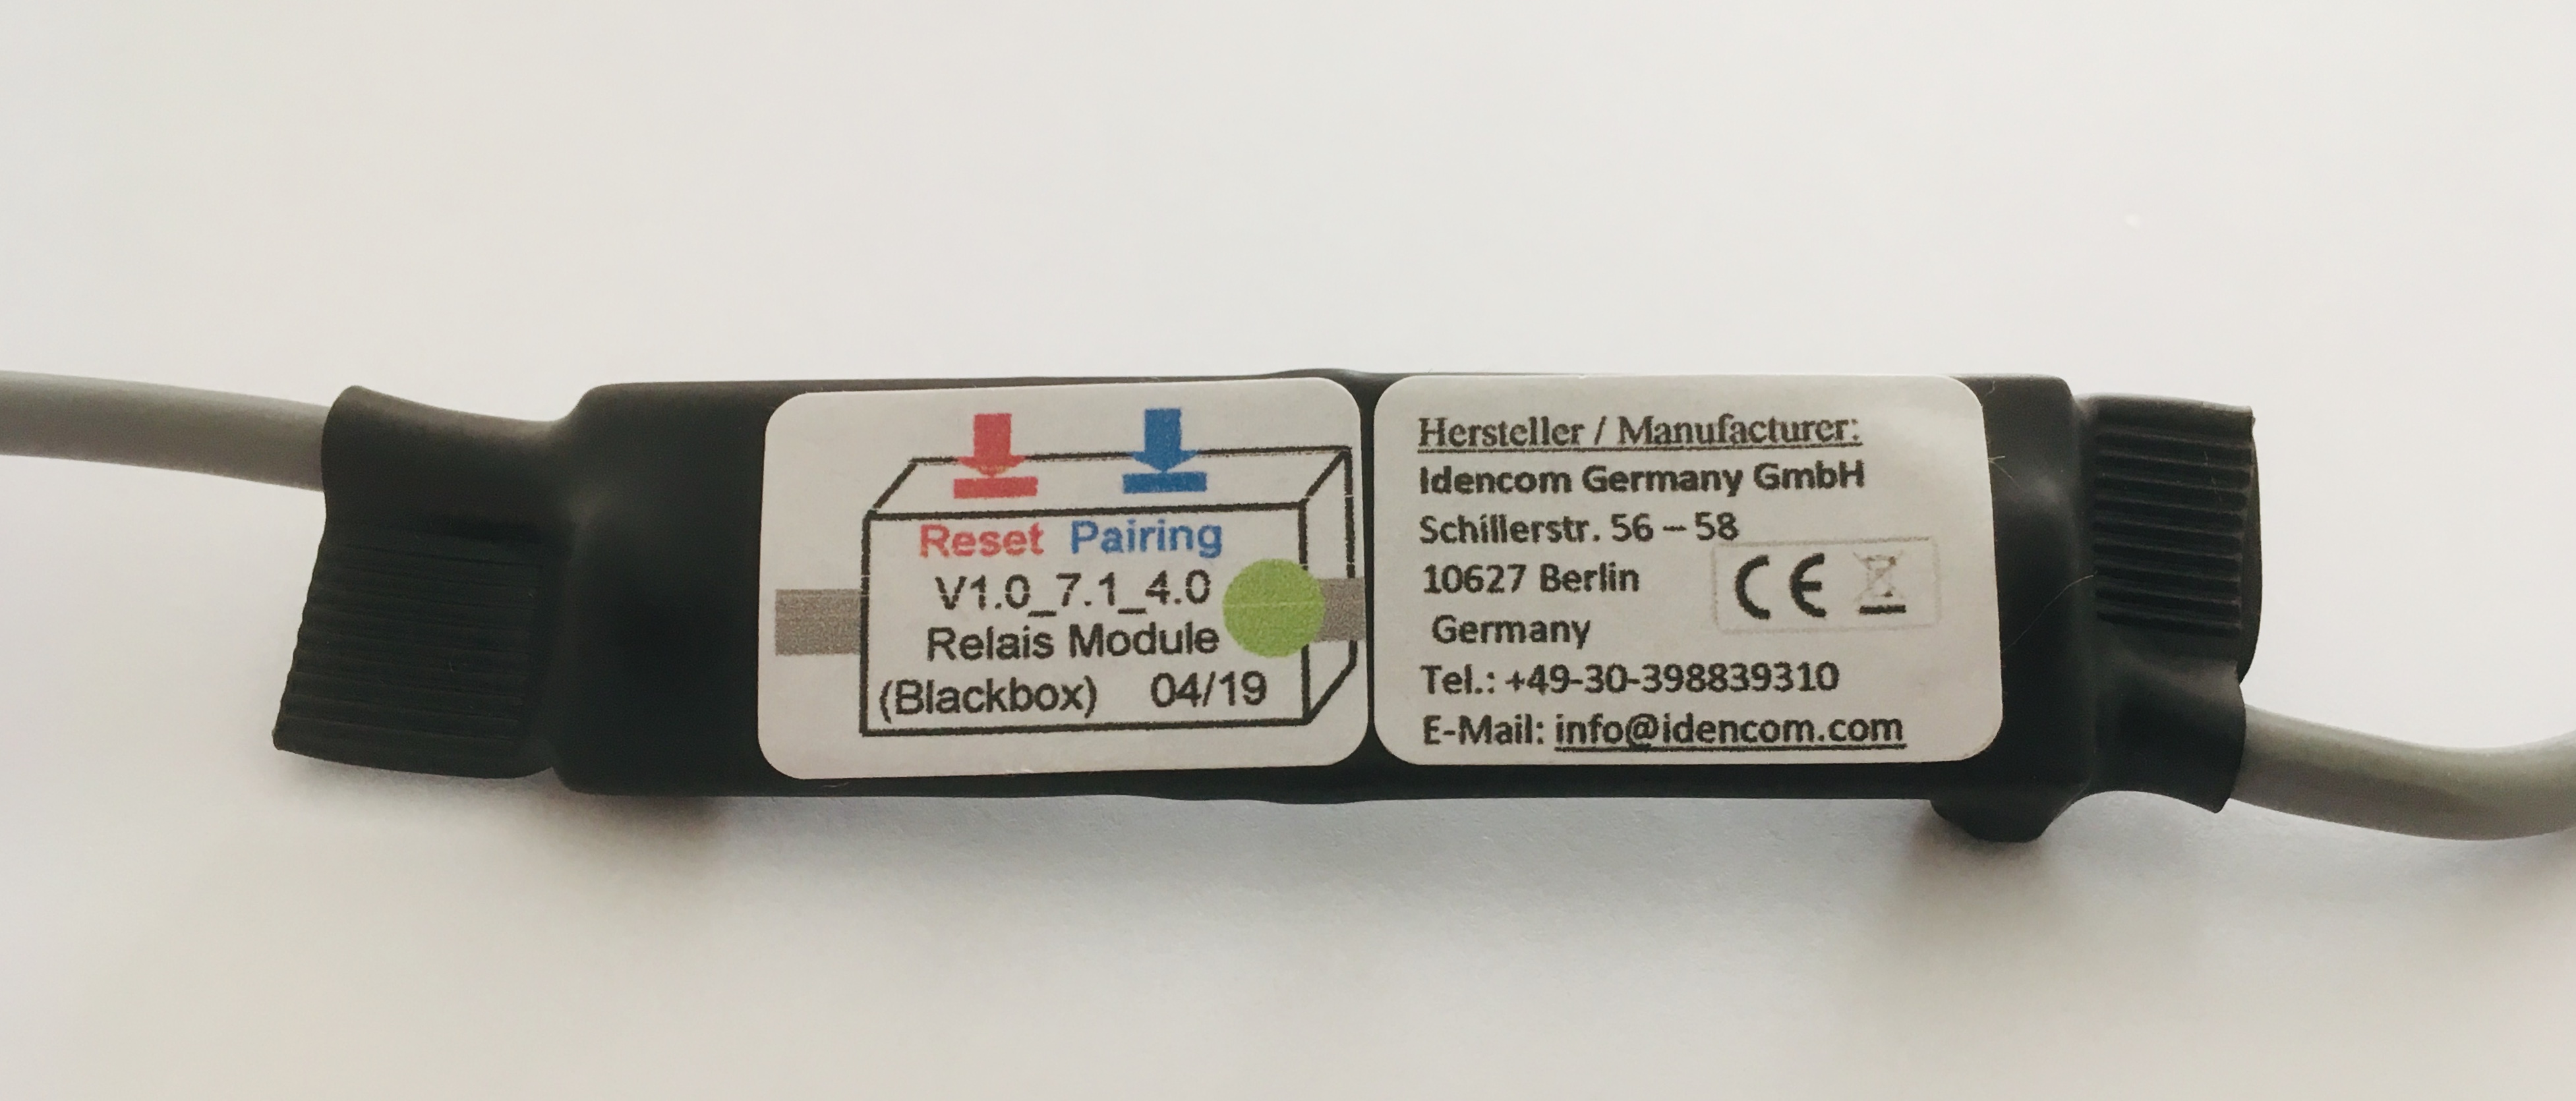 Reset Pairing
V1.0_7.1_4.0
Relais Module
(Blackbox) 04/19
Hersteller / Manufacturer:
Idencom Germany GmbH
Schillerstr. 56 – 58
10627 Berlin
Germany
CE
Tel.: +49-30-398839310
E-Mail: info@idencom.com